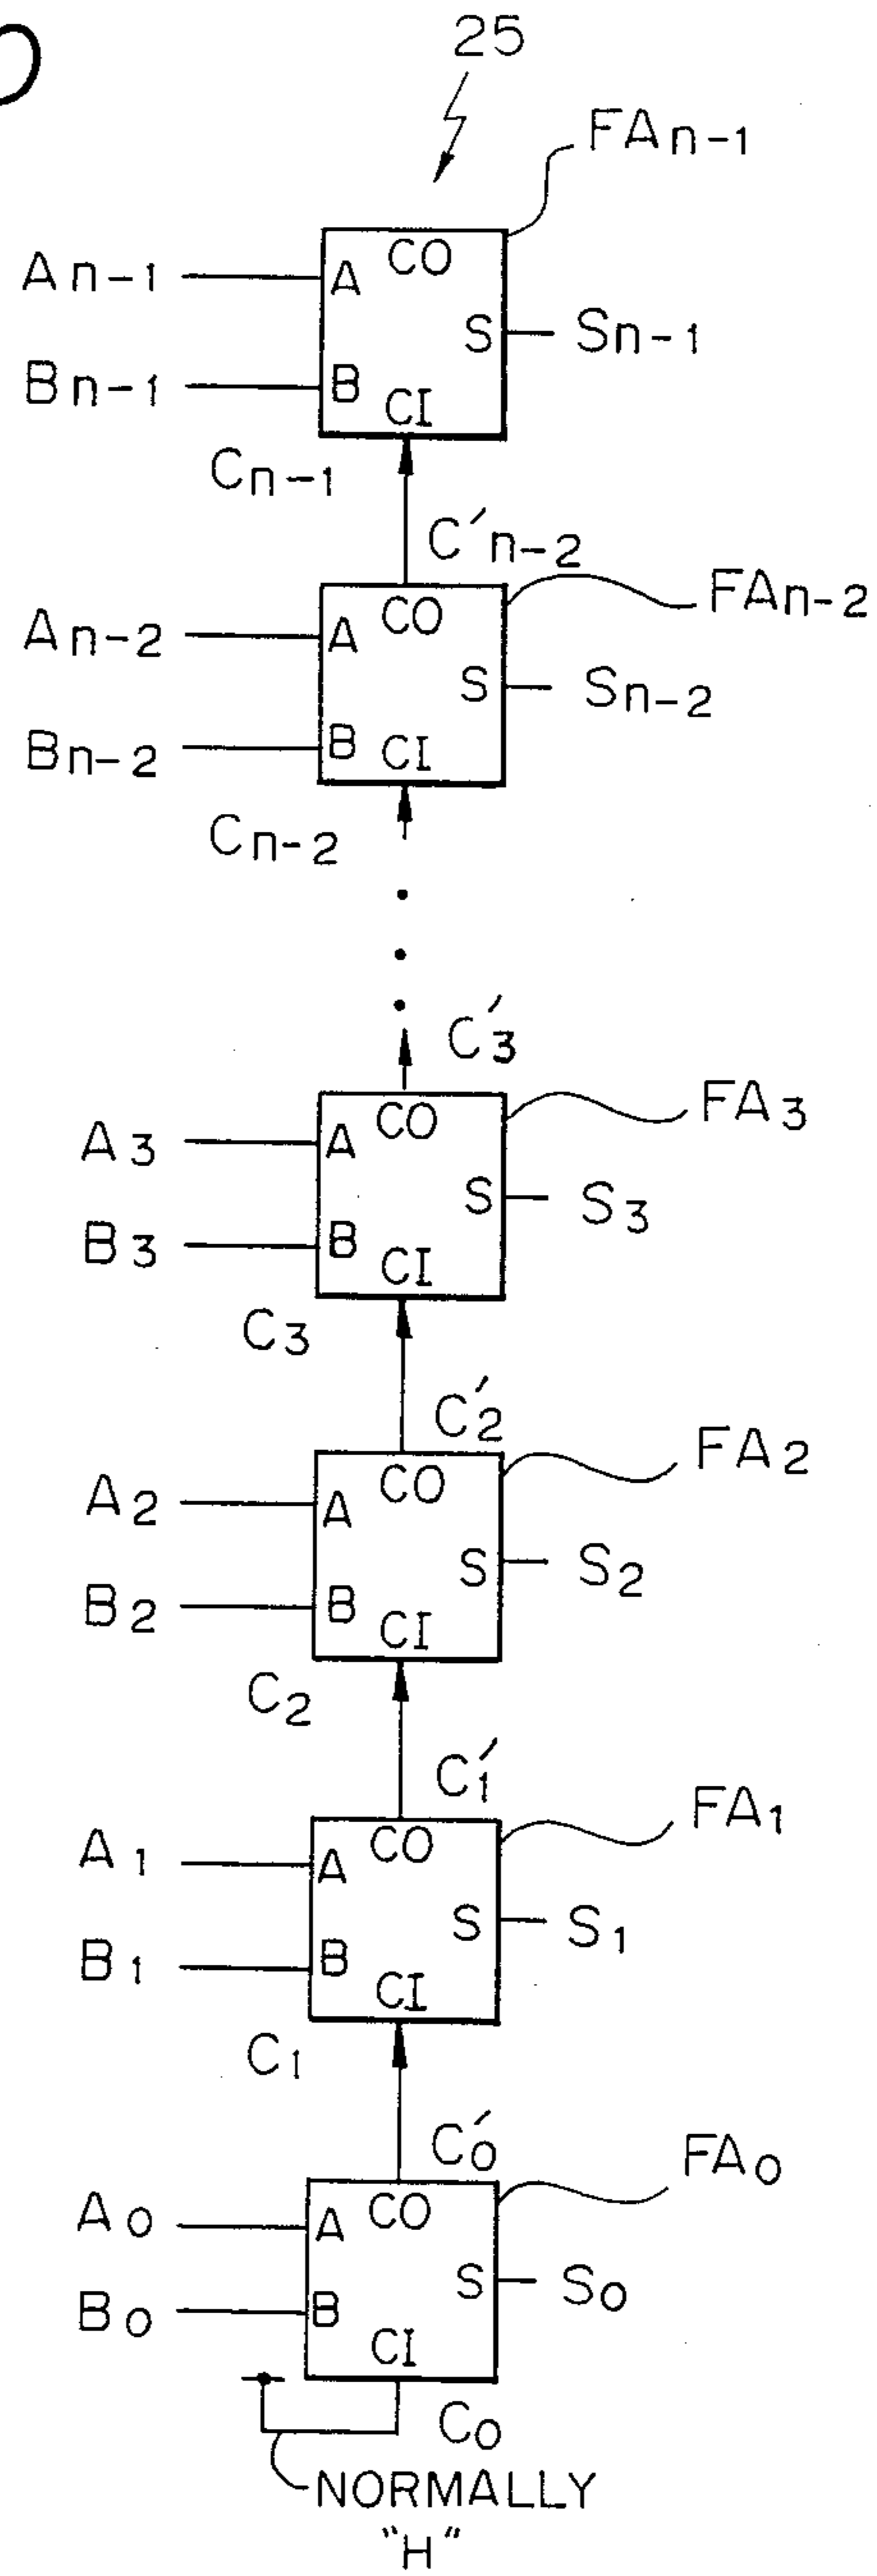 25
FAn-1
CO
An-1 A
S Sn-1
Bn-1 B
CI
Cn-1
C'n-2
FAn-2
CO
An-2 A
S Sn-2
Bn-2 B
CI
Cn-2
C'3
FA3
CO
A3 A
S S3
B3 B
CI
C3
C'2
FA2
CO
A2 A
S S2
B2 B
CI
C2
C'1
FA1
CO
A1 A
S S1
B1 B
CI
C1
C'0
FA0
CO
A0 A
S S0
B0 B
CI
C0
NORMALLY
"H"